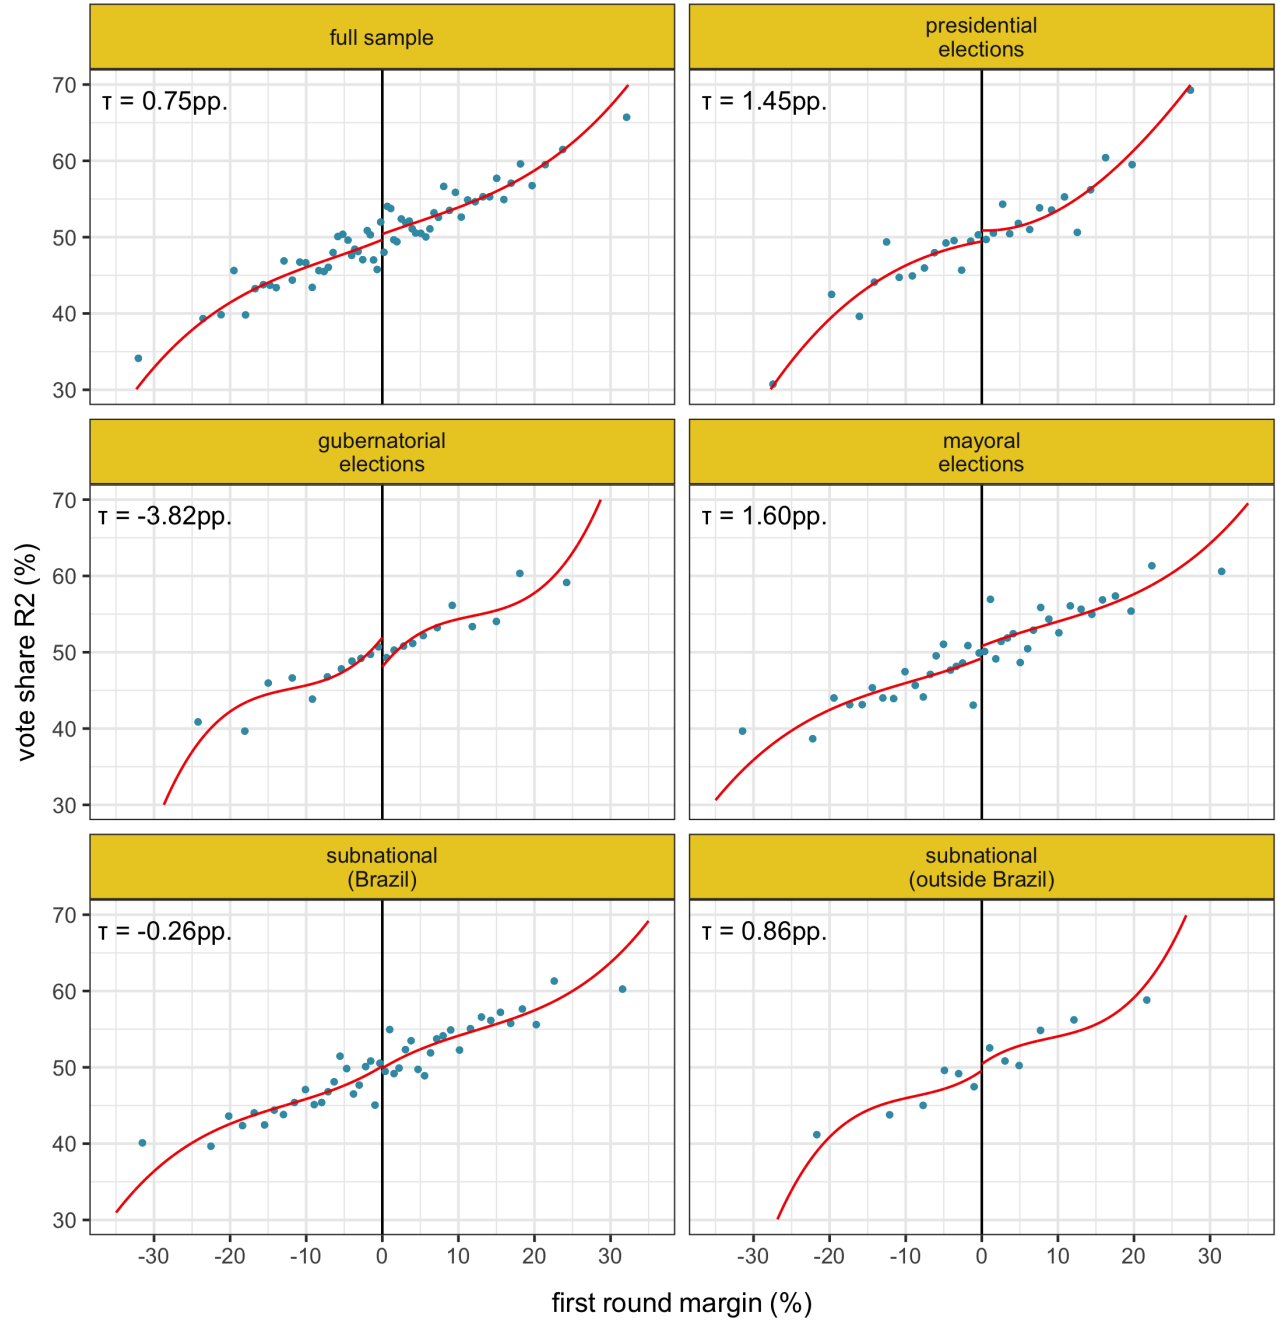 full sample
presidential
elections
τ = 0.75pp.
τ = 1.45pp.
70
60
50
40
30
gubernatorial
elections
mayoral
elections
τ = -3.82pp.
τ = 1.60pp.
70
60
50
40
30
vote share R2 (%)
subnational
(Brazil)
subnational
(outside Brazil)
τ = -0.26pp.
τ = 0.86pp.
70
60
50
40
30
-30 -20 -10 0 10 20 30
-30 -20 -10 0 10 20 30
first round margin (%)